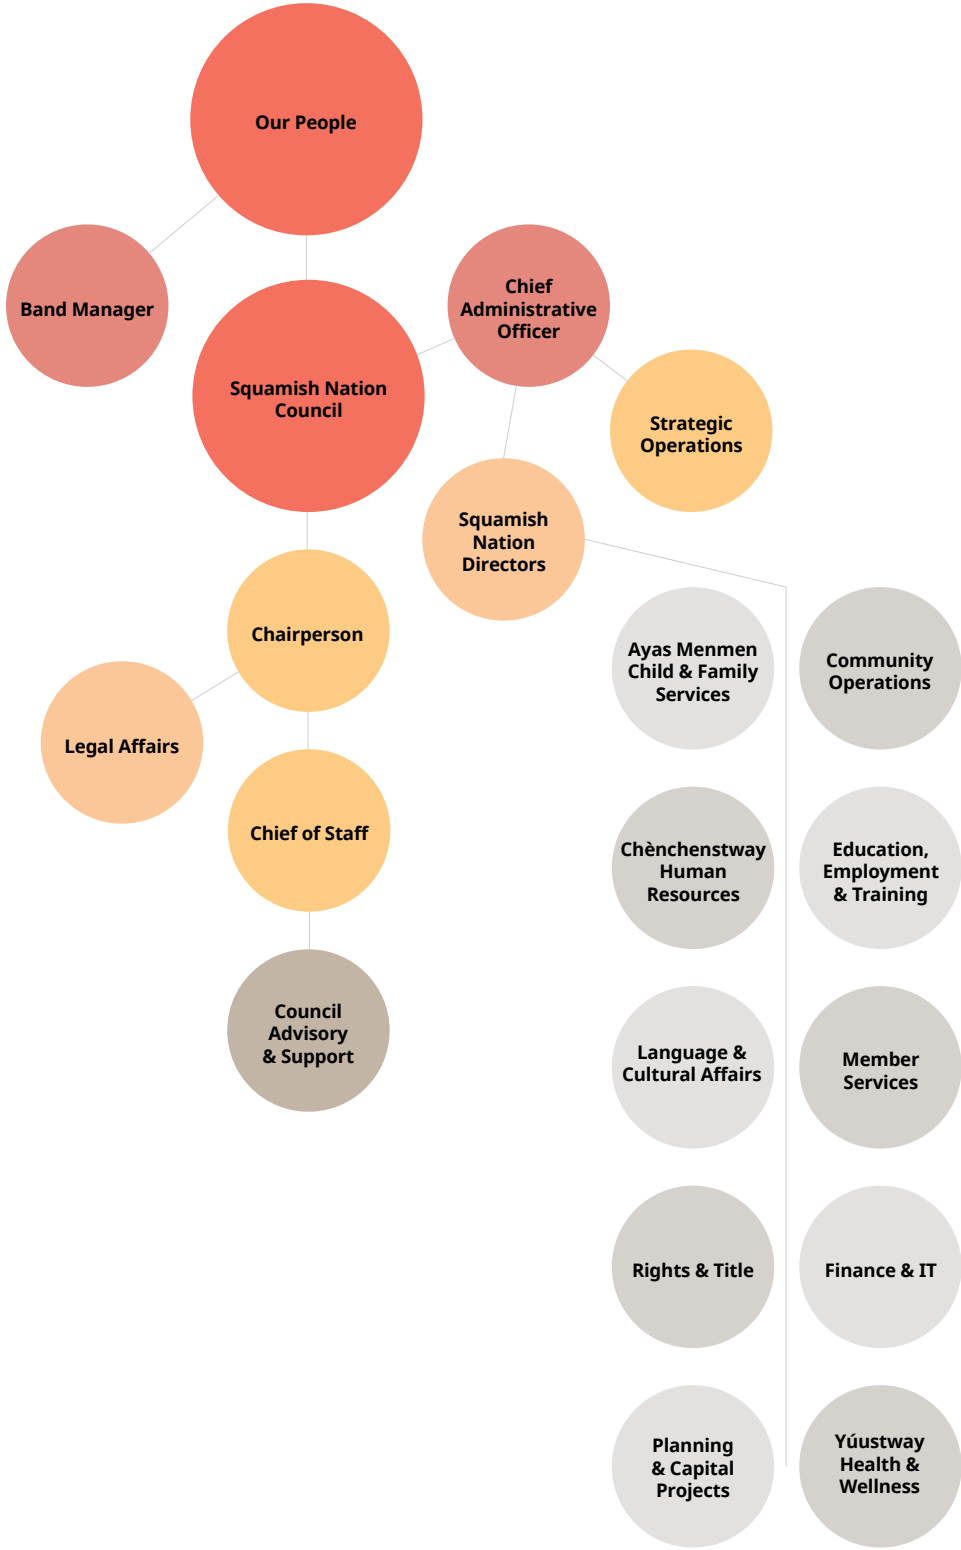 Our People
Band Manager
Chief
Administrative
Officer
Squamish Nation
Council
Strategic
Operations
Squamish
Nation
Directors
Chairperson
Legal Affairs
Chief of Staff
Council
Advisory
& Support
Ayas Menmen
Child & Family
Services
Community
Operations
Chènchenstway
Human
Resources
Education,
Employment
& Training
Language &
Cultural Affairs
Member
Services
Rights & Title
Finance & IT
Planning
& Capital
Projects
Yúustway
Health &
Wellness